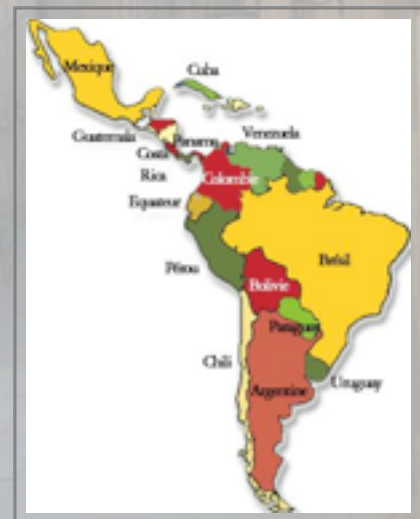 Mexique
Cuba
Guatemala
Panama
Venezuela
Costa
Rica
Colombie
Equateur
Pérou
Brésil
Bolivie
Paraguay
Chili
Argentine
Uruguay